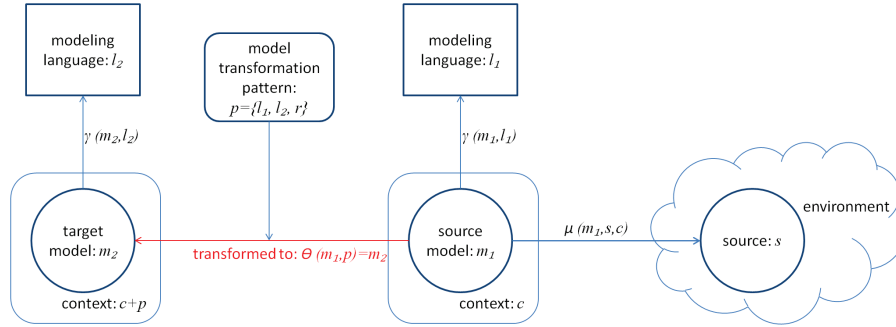 modeling
language: l₂
model
transformation
pattern:
p={l₁, l₂, r}
modeling
language: l₁
γ (m₂,l₂)
γ (m₁,l₁)
target
model: m₂
context: c+p
transformed to: Θ (m₁,p)=m₂
source
model: m₁
context: c
μ (m₁,s,c)
environment
source: s